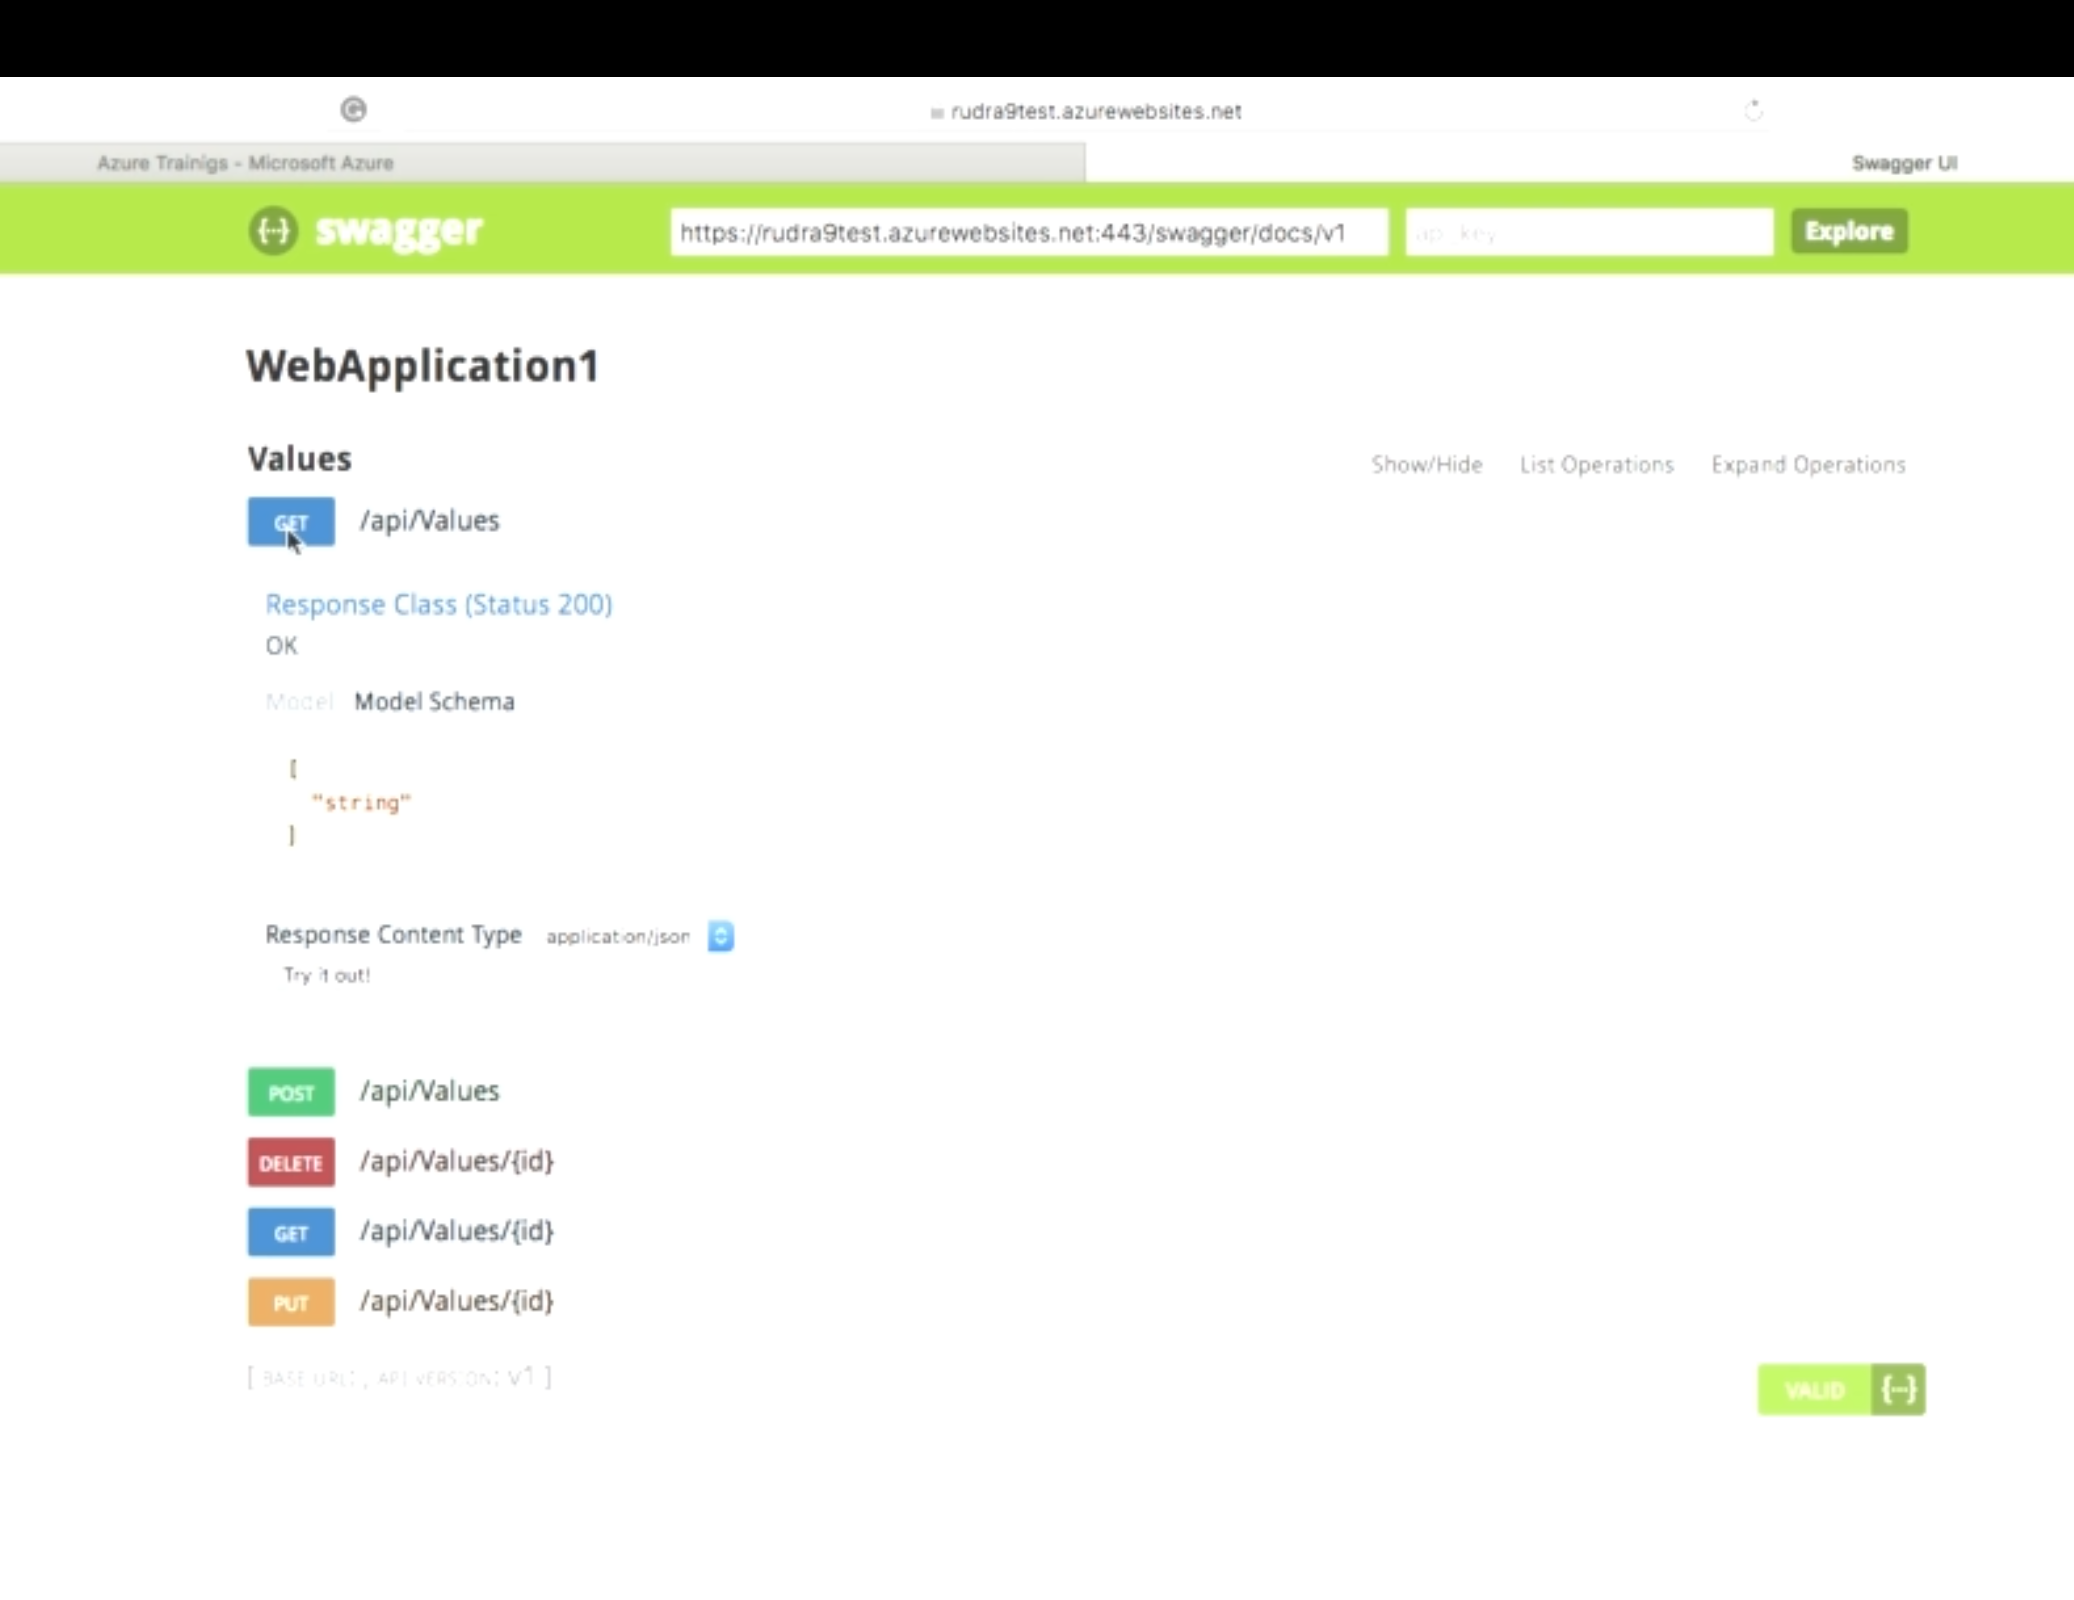 rudra9test.azurewebsites.net
Azure Trainigs - Microsoft Azure
Swagger UI
{...} swagger
https://rudra9test.azurewebsites.net:443/swagger/docs/v1
api_key
Explore
WebApplication1
Values
Show/Hide
List Operations
Expand Operations
GET /api/Values
Response Class (Status 200)
OK
Model Model Schema
[
"string"
]
Response Content Type application/json
Try it out!
POST /api/Values
DELETE /api/Values/{id}
GET /api/Values/{id}
PUT /api/Values/{id}
[ BASE URL: , API VERSION: V1 ]
VALID {...}